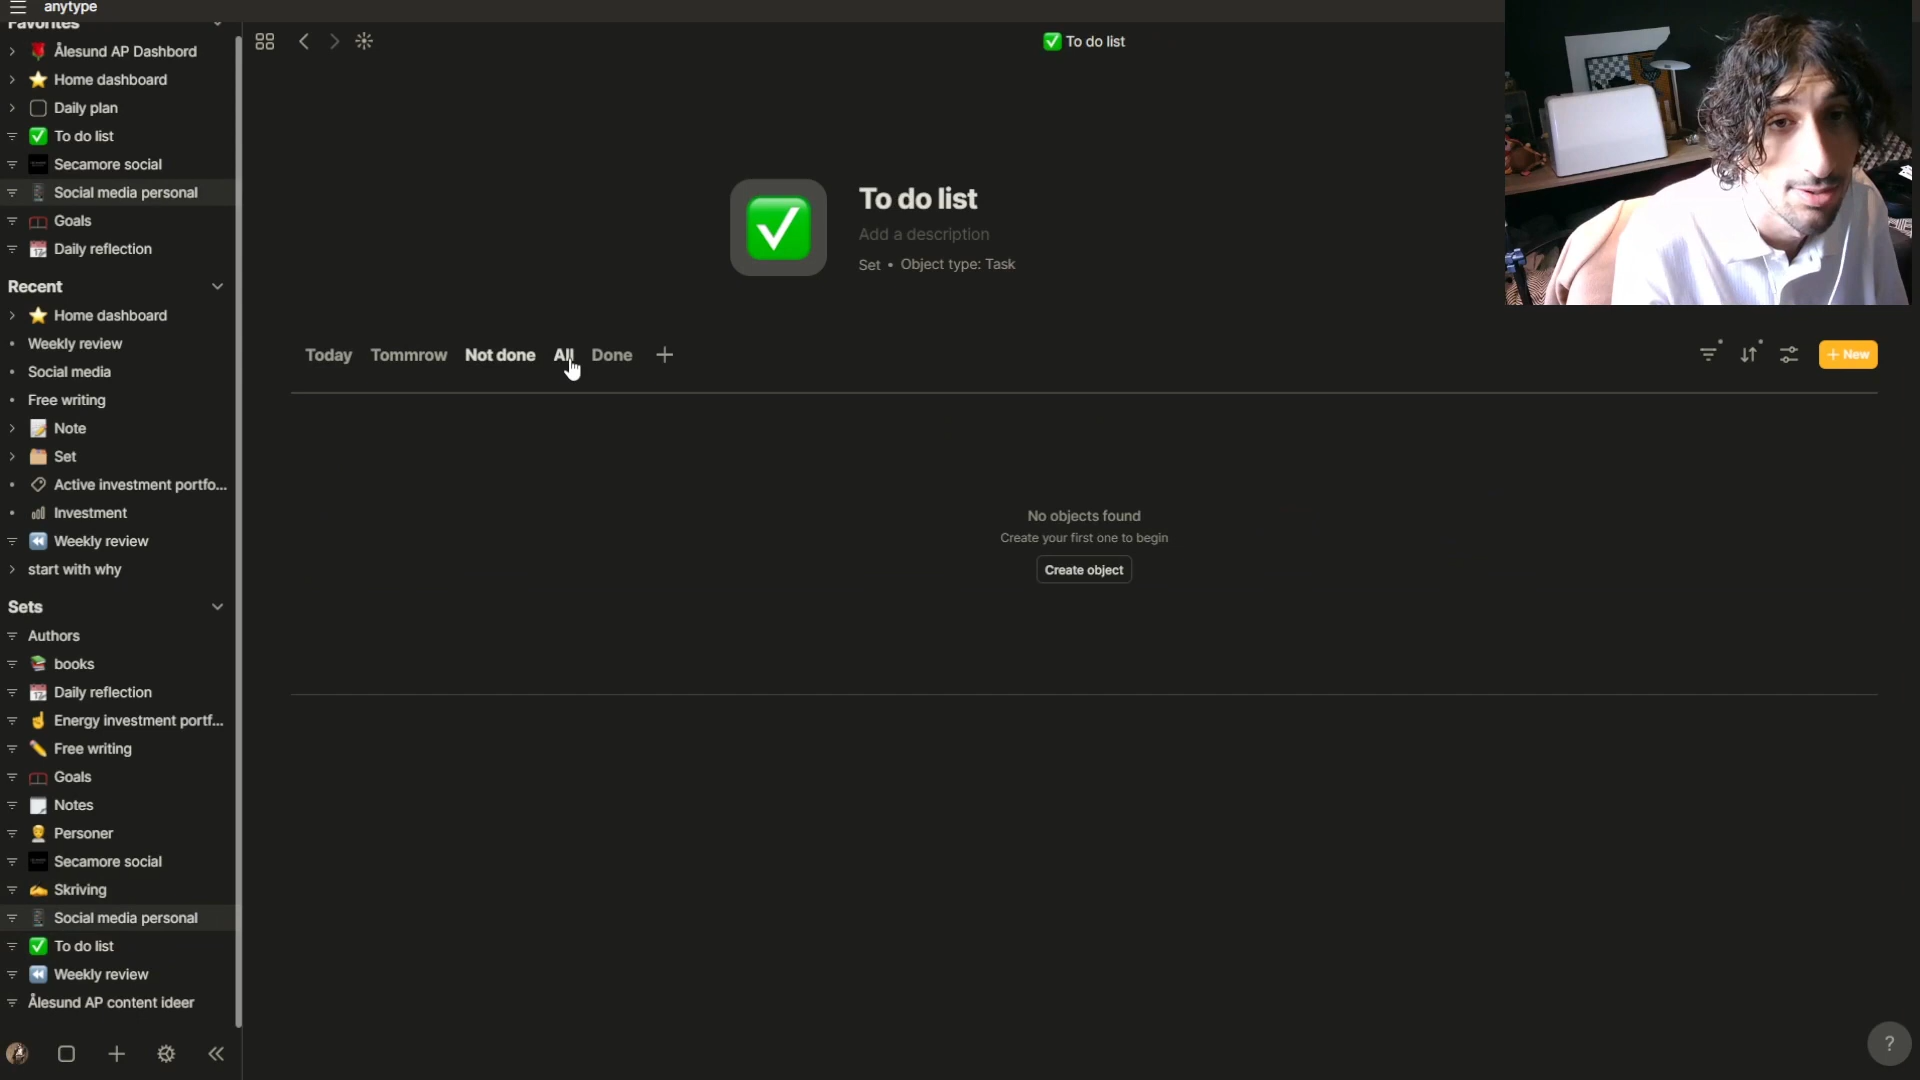 anytype
Favorites
Ålesund AP Dashbord
Home dashboard
Daily plan
To do list
Secamore social
Social media personal
Goals
Daily reflection
Recent
Home dashboard
Weekly review
Social media
Free writing
Note
Set
Active investment portfo...
Investment
Weekly review
start with why
Sets
Authors
books
Daily reflection
Energy investment portf...
Free writing
Goals
Notes
Personer
Secamore social
Skriving
Social media personal
To do list
Weekly review
Ålesund AP content ideer
To do list
To do list
Add a description
Set • Object type: Task
Today Tommrow Not done All Done
+ New
No objects found
Create your first one to begin
Create object
?